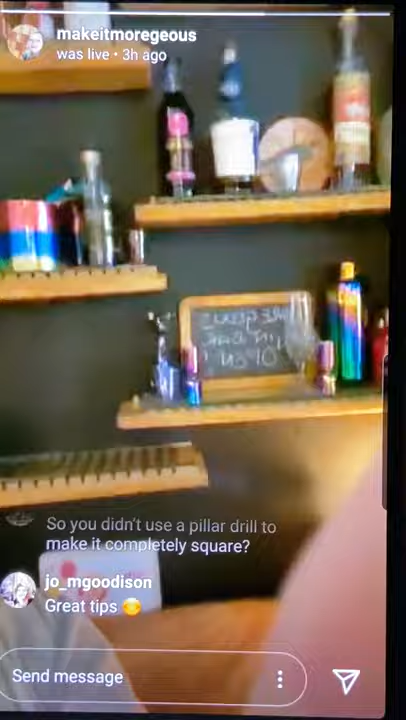 makeitmoregeous
was live • 3h ago
So you didn't use a pillar drill to
make it completely square?
jo_mgoodison
Great tips 😊
Send message